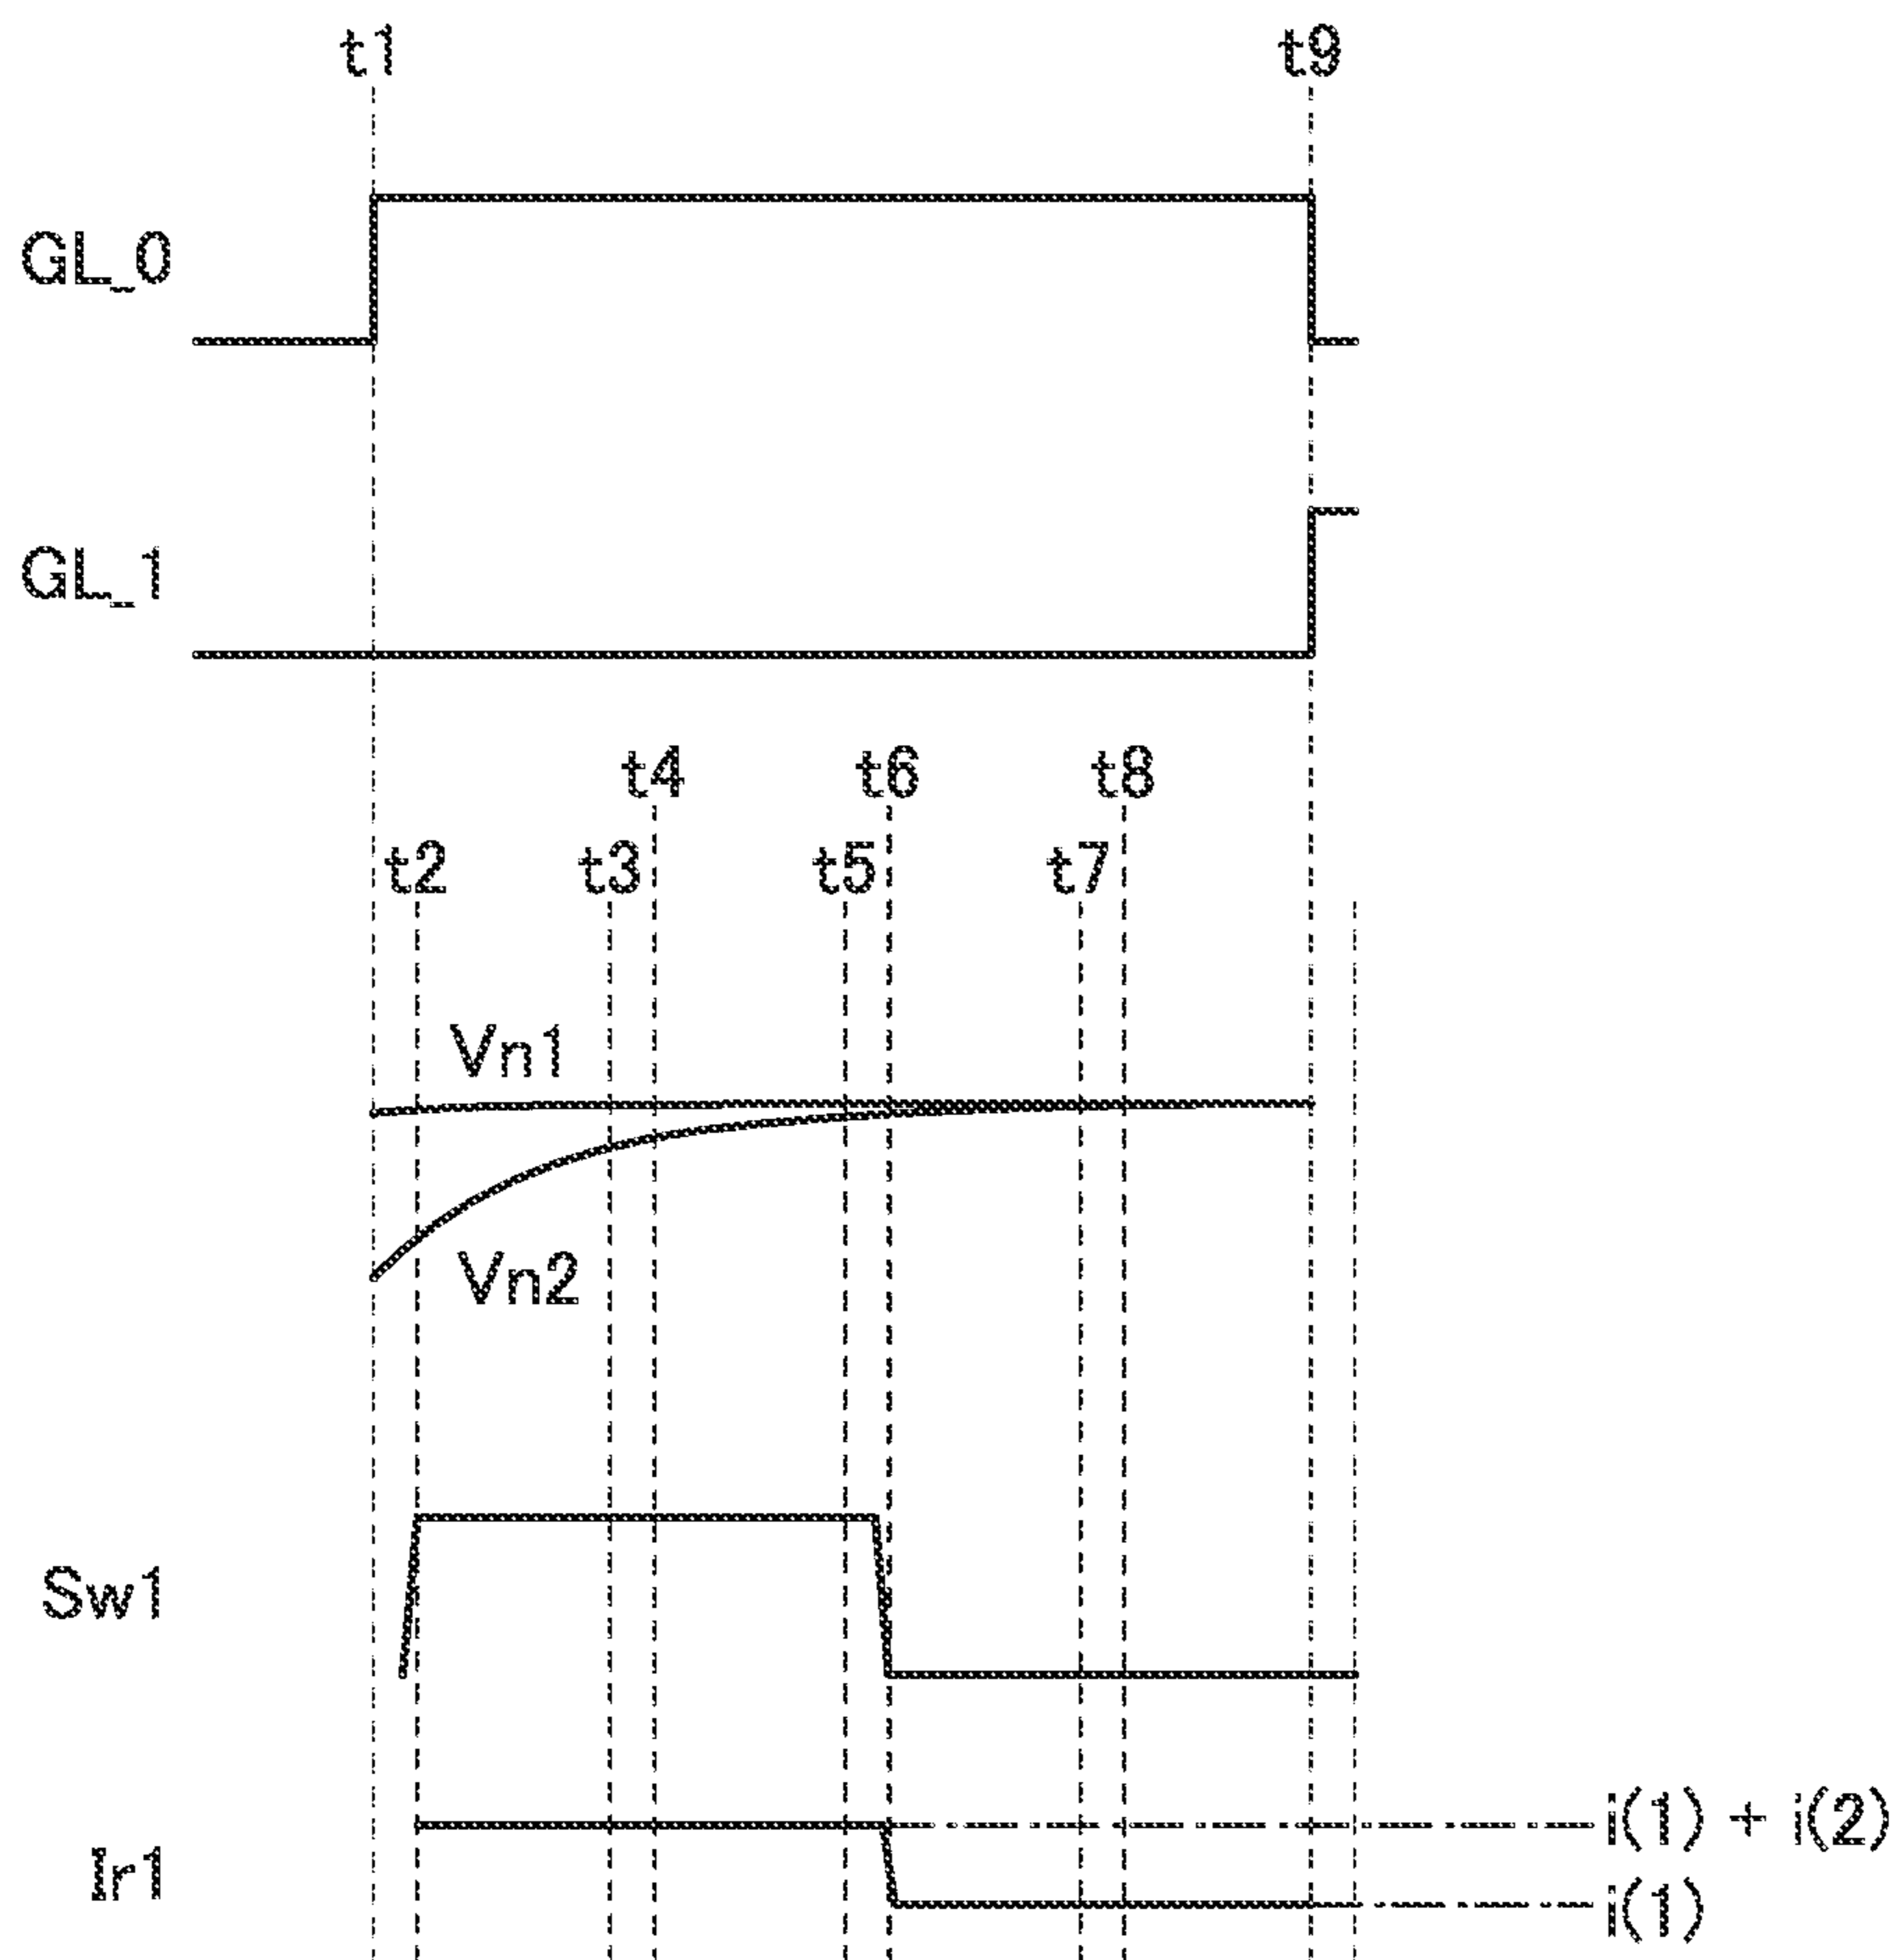 t1 t9
GL_0
GL_1
t4 t6 t8
t2 t3 t5 t7
Vn1
Vn2
Sw1
i(1) + i(2)
Ir1
i(1)